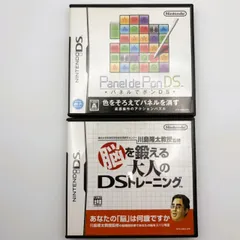 Nintendo
NINTENDO DS
Panel de Pon DS
パネルでポンDS
色をそろえてパネルを消す
Nintendo
NINTENDO DS
川島隆太教授監修
脳を鍛える
大人の
DSトレーニング
あなたの「脳」は何歳ですか